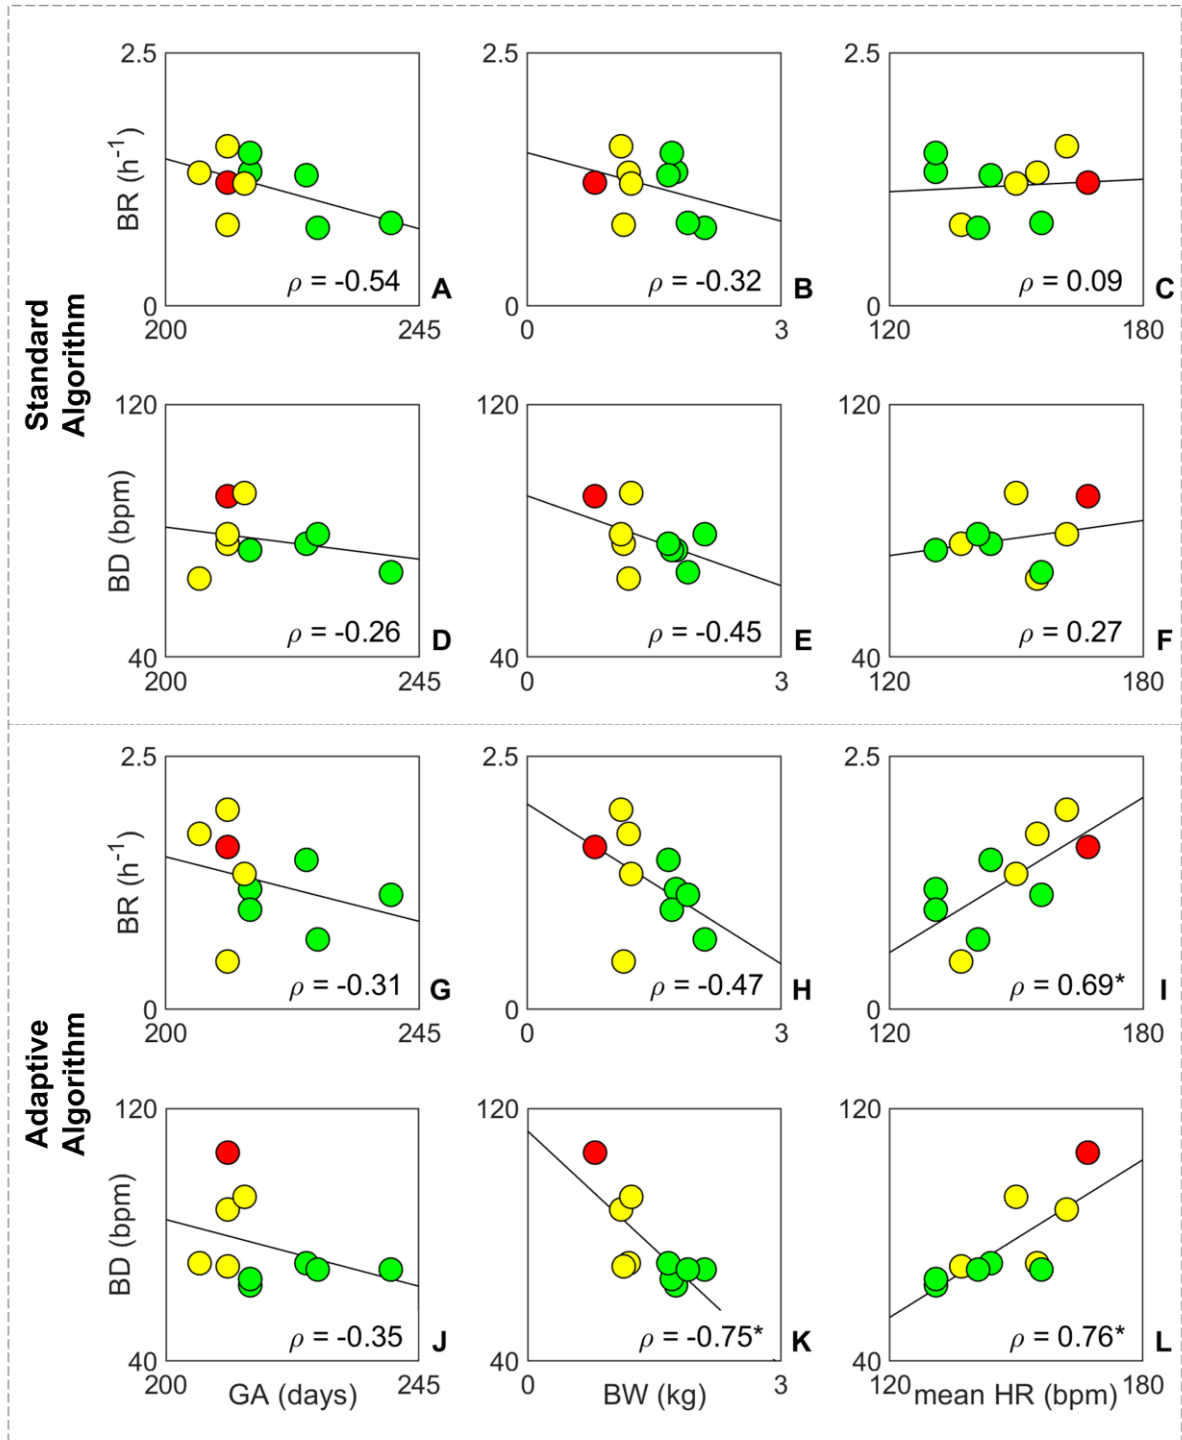 Standard
Algorithm
2.5
BR (h⁻¹)
0
200
245
ρ = -0.54
A
2.5
0
3
ρ = -0.32
B
2.5
0
120
180
ρ = 0.09
C
120
BD (bpm)
40
200
245
ρ = -0.26
D
120
40
0
3
ρ = -0.45
E
120
40
120
180
ρ = 0.27
F
Adaptive
Algorithm
2.5
BR (h⁻¹)
0
200
245
ρ = -0.31
G
2.5
0
0
3
ρ = -0.47
H
2.5
0
120
180
ρ = 0.69*
I
120
BD (bpm)
40
200
GA (days)
245
ρ = -0.35
J
120
40
0
BW (kg)
3
ρ = -0.75*
K
120
40
120
mean HR (bpm)
180
ρ = 0.76*
L